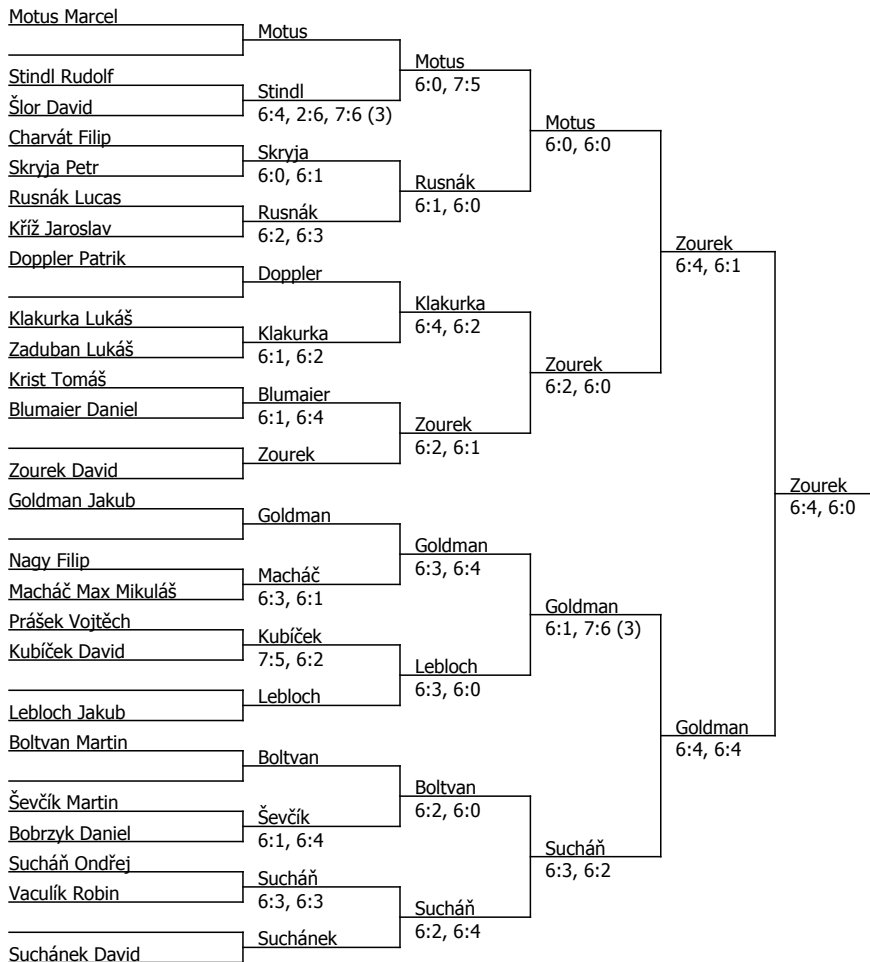 Motus Marcel
Stindl Rudolf
Šlor David
Charvát Filip
Skryja Petr
Rusnák Lucas
Kříž Jaroslav
Doppler Patrik
Klakurka Lukáš
Zaduban Lukáš
Krist Tomáš
Blumaier Daniel
Zourek David
Goldman Jakub
Nagy Filip
Macháč Max Mikuláš
Prášek Vojtěch
Kubíček David
Lebloch Jakub
Boltvan Martin
Ševčík Martin
Bobrzyk Daniel
Sucháň Ondřej
Vaculík Robin
Suchánek David
Motus
Stindl
6:4, 2:6, 7:6 (3)
Skryja
6:0, 6:1
Rusnák
6:2, 6:3
Doppler
Klakurka
6:1, 6:2
Blumaier
6:1, 6:4
Zourek
Goldman
Macháč
6:3, 6:1
Kubíček
7:5, 6:2
Lebloch
Boltvan
Ševčík
6:1, 6:4
Sucháň
6:3, 6:3
Suchánek
Motus
6:0, 7:5
Rusnák
6:1, 6:0
Klakurka
6:4, 6:2
Zourek
6:2, 6:1
Goldman
6:3, 6:4
Lebloch
6:3, 6:0
Boltvan
6:2, 6:0
Sucháň
6:2, 6:4
Motus
6:0, 6:0
Zourek
6:2, 6:0
Goldman
6:1, 7:6 (3)
Sucháň
6:3, 6:2
Zourek
6:4, 6:1
Goldman
6:4, 6:4
Zourek
6:4, 6:0